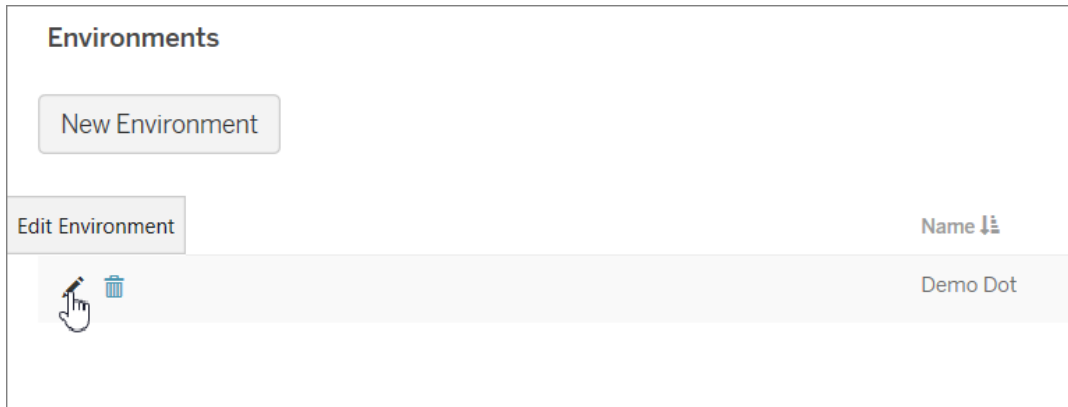 Environments
New Environment
Edit Environment
Name
Demo Dot